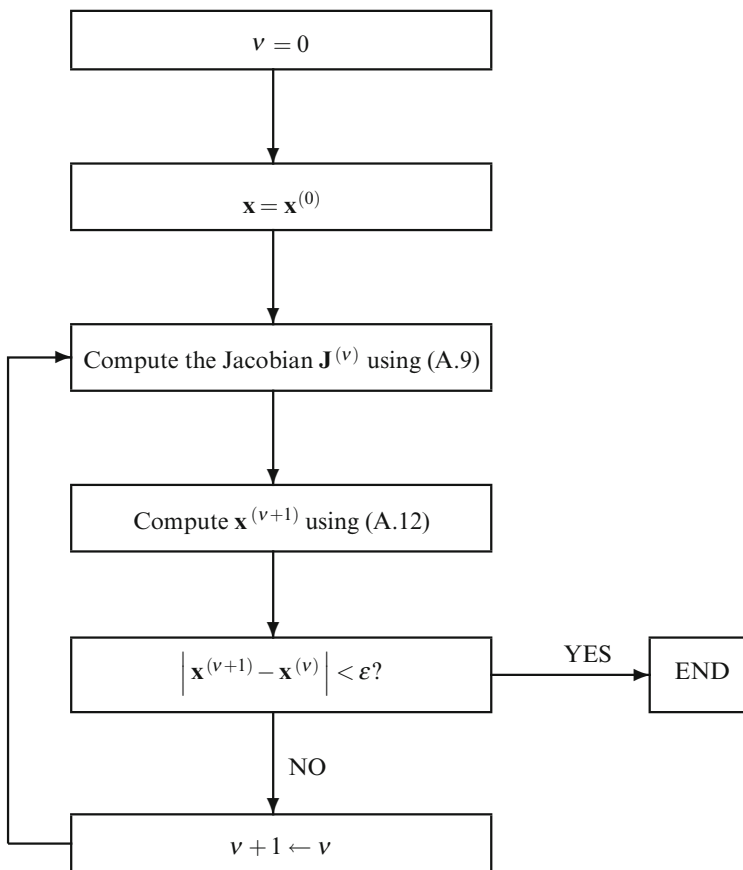 ν = 0
𝐱 = 𝐱⁽⁰⁾
Compute the Jacobian 𝐉⁽ᵛ⁾ using (A.9)
Compute 𝐱⁽ᵛ⁺¹⁾ using (A.12)
| 𝐱⁽ᵛ⁺¹⁾ − 𝐱⁽ᵛ⁾ | < ε?
YES
END
NO
ν + 1 ← ν